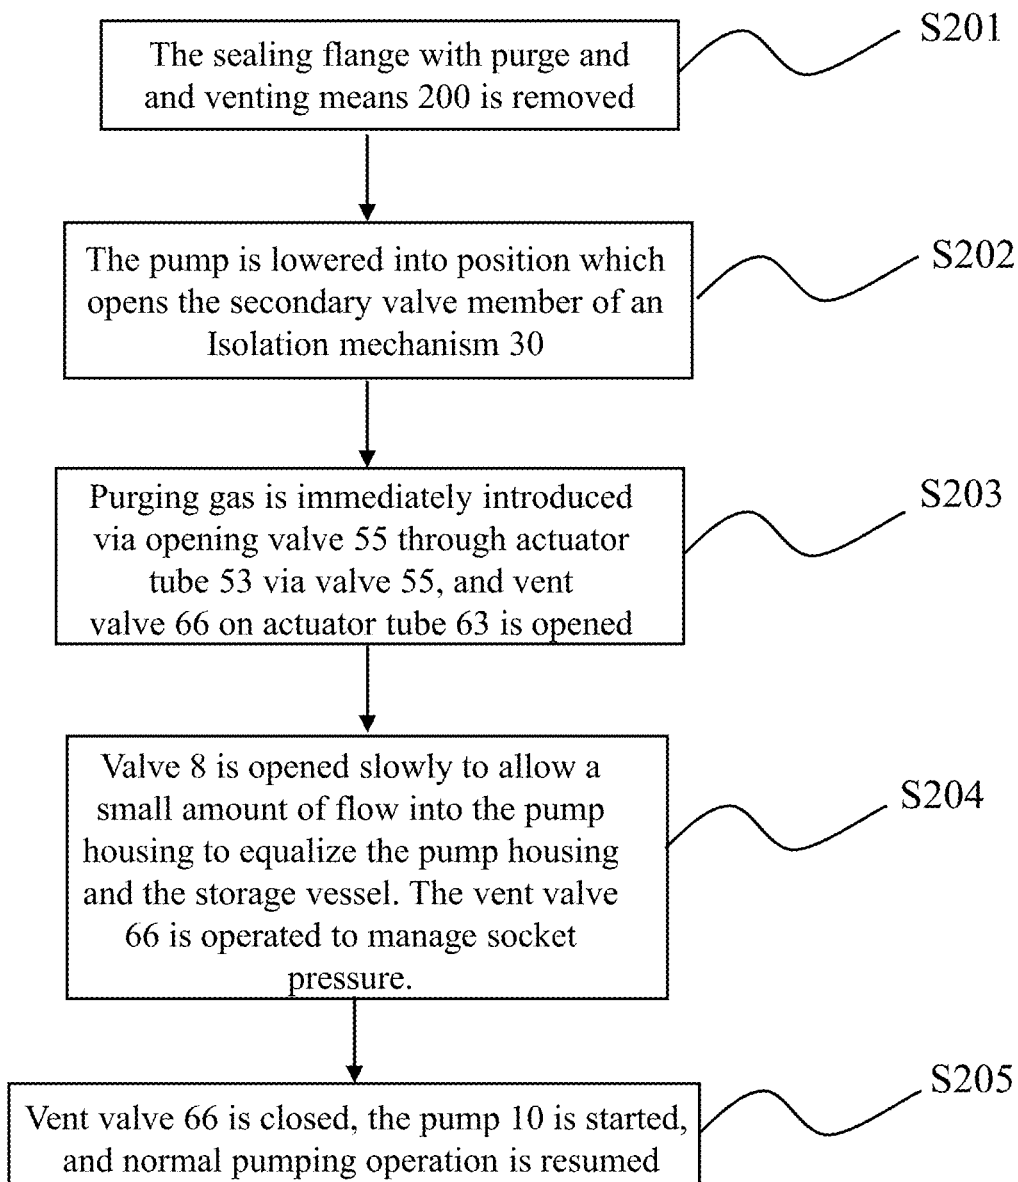 The sealing flange with purge and
and venting means 200 is removed
S201
The pump is lowered into position which
opens the secondary valve member of an
Isolation mechanism 30
S202
Purging gas is immediately introduced
via opening valve 55 through actuator
tube 53 via valve 55, and vent
valve 66 on actuator tube 63 is opened
S203
Valve 8 is opened slowly to allow a
small amount of flow into the pump
housing to equalize the pump housing
and the storage vessel. The vent valve
66 is operated to manage socket
pressure.
S204
Vent valve 66 is closed, the pump 10 is started,
and normal pumping operation is resumed
S205